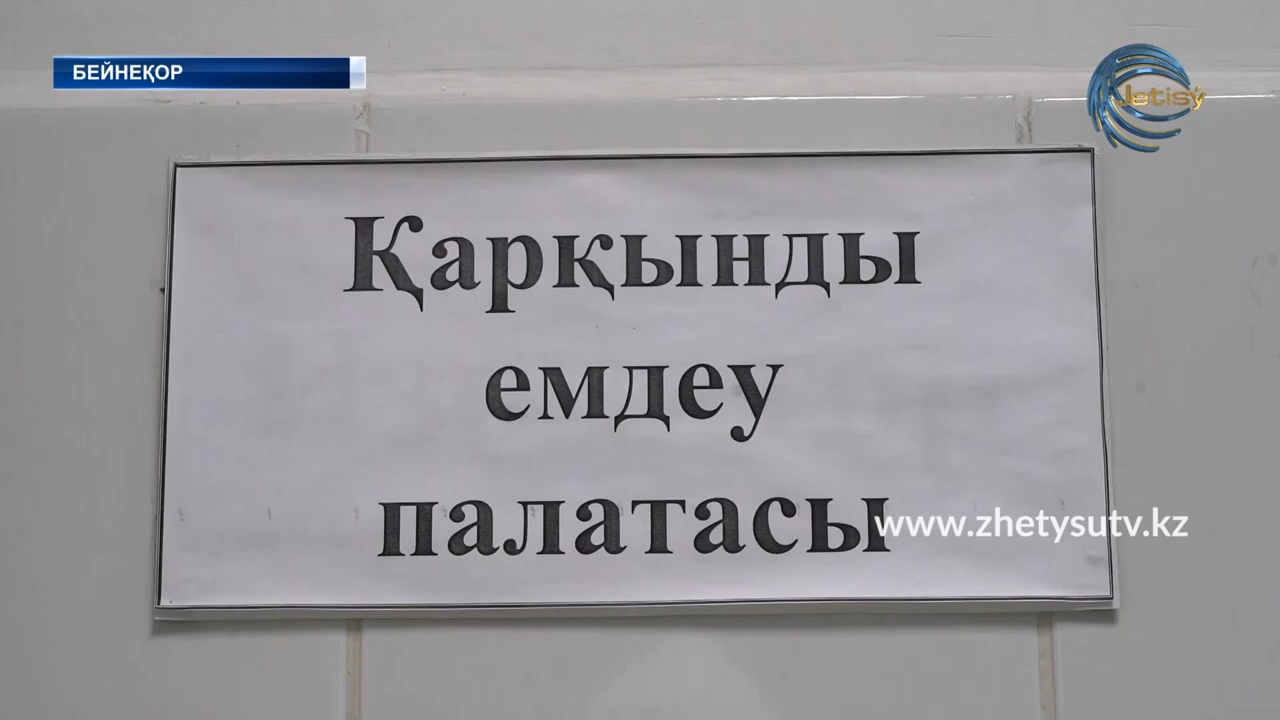 БЕЙНЕҚОР
Jetisý
Қарқынды
емдеу
палатасы
www.zhetysutv.kz